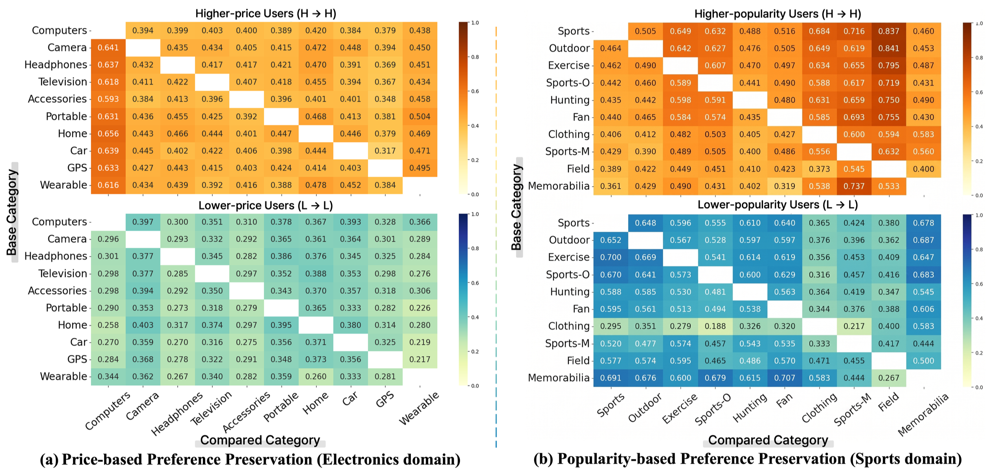 Higher-price Users (H → H)
Computers 0.394 0.399 0.403 0.400 0.389 0.420 0.384 0.379 0.438
Camera 0.641 0.435 0.434 0.405 0.415 0.472 0.448 0.394 0.450
Headphones 0.637 0.432 0.417 0.417 0.421 0.470 0.391 0.369 0.451
Television 0.618 0.411 0.422 0.407 0.418 0.455 0.394 0.367 0.434
Accessories 0.593 0.384 0.413 0.396 0.396 0.401 0.401 0.348 0.458
Portable 0.631 0.436 0.455 0.425 0.392 0.468 0.413 0.381 0.504
Home 0.656 0.443 0.466 0.444 0.401 0.447 0.446 0.379 0.469
Car 0.639 0.445 0.402 0.422 0.406 0.398 0.444 0.317 0.471
GPS 0.633 0.427 0.443 0.415 0.403 0.424 0.414 0.403 0.495
Wearable 0.616 0.434 0.439 0.392 0.416 0.388 0.478 0.452 0.384
1.0
0.8
0.6
0.4
0.2
0.0
Base Category
Lower-price Users (L → L)
Computers 0.397 0.300 0.351 0.310 0.378 0.367 0.393 0.328 0.366
Camera 0.296 0.293 0.332 0.292 0.365 0.361 0.364 0.301 0.289
Headphones 0.301 0.377 0.345 0.282 0.386 0.376 0.345 0.325 0.284
Television 0.298 0.377 0.285 0.297 0.352 0.388 0.353 0.298 0.276
Accessories 0.298 0.394 0.292 0.350 0.343 0.370 0.357 0.318 0.306
Portable 0.290 0.353 0.273 0.318 0.279 0.365 0.333 0.282 0.226
Home 0.258 0.403 0.317 0.374 0.297 0.395 0.380 0.314 0.280
Car 0.270 0.359 0.270 0.316 0.275 0.356 0.371 0.325 0.219
GPS 0.284 0.368 0.278 0.322 0.291 0.348 0.373 0.356 0.217
Wearable 0.344 0.362 0.267 0.340 0.282 0.359 0.260 0.333 0.281
1.0
0.8
0.6
0.4
0.2
0.0
Computers Camera Headphones Television Accessories Portable Home Car GPS Wearable
Compared Category
(a) Price-based Preference Preservation (Electronics domain)
Higher-popularity Users (H → H)
Sports 0.505 0.649 0.632 0.488 0.516 0.684 0.716 0.837 0.460
Outdoor 0.464 0.642 0.627 0.476 0.505 0.649 0.619 0.841 0.453
Exercise 0.462 0.490 0.607 0.470 0.497 0.634 0.655 0.795 0.487
Sports-O 0.442 0.460 0.589 0.441 0.490 0.588 0.617 0.719 0.431
Hunting 0.435 0.442 0.598 0.591 0.480 0.631 0.659 0.750 0.490
Fan 0.440 0.465 0.584 0.574 0.435 0.585 0.693 0.755 0.430
Clothing 0.406 0.412 0.482 0.503 0.405 0.427 0.600 0.594 0.583
Sports-M 0.429 0.390 0.489 0.505 0.400 0.486 0.556 0.632 0.560
Field 0.389 0.422 0.449 0.451 0.410 0.423 0.373 0.545 0.400
Memorabilia 0.361 0.429 0.490 0.431 0.402 0.319 0.538 0.737 0.533
1.0
0.8
0.6
0.4
0.2
0.0
Base Category
Lower-popularity Users (L → L)
Sports 0.648 0.596 0.555 0.610 0.640 0.365 0.424 0.380 0.678
Outdoor 0.652 0.567 0.528 0.597 0.597 0.376 0.396 0.362 0.687
Exercise 0.700 0.669 0.541 0.614 0.619 0.356 0.453 0.409 0.647
Sports-O 0.670 0.641 0.573 0.600 0.629 0.316 0.457 0.416 0.683
Hunting 0.588 0.585 0.530 0.481 0.563 0.364 0.419 0.347 0.545
Fan 0.595 0.561 0.513 0.494 0.538 0.344 0.376 0.388 0.606
Clothing 0.295 0.351 0.279 0.188 0.326 0.320 0.217 0.400 0.583
Sports-M 0.520 0.477 0.574 0.457 0.543 0.535 0.333 0.417 0.444
Field 0.577 0.574 0.595 0.465 0.486 0.570 0.471 0.455 0.500
Memorabilia 0.691 0.676 0.600 0.679 0.615 0.707 0.583 0.444 0.267
1.0
0.8
0.6
0.4
0.2
0.0
Sports Outdoor Exercise Sports-O Hunting Fan Clothing Sports-M Field Memorabilia
Compared Category
(b) Popularity-based Preference Preservation (Sports domain)